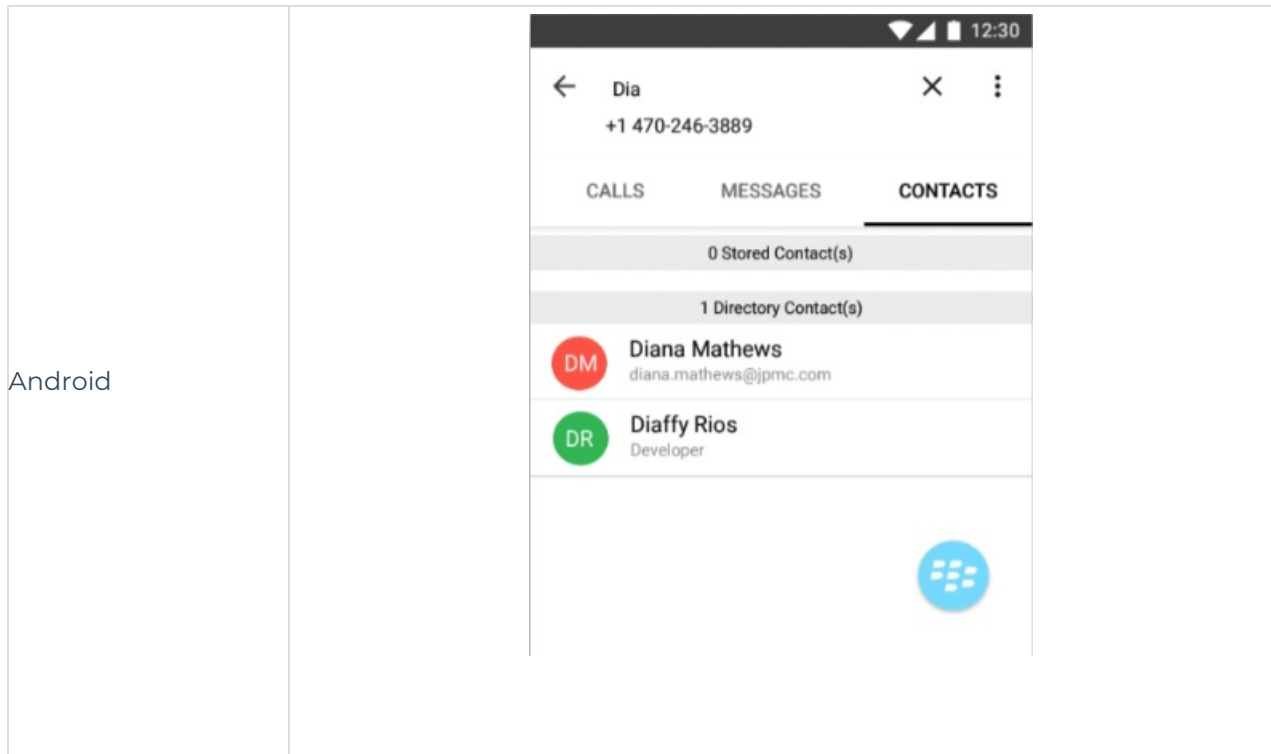 12:30
Dia
+1 470-246-3889
CALLS MESSAGES CONTACTS
0 Stored Contact(s)
1 Directory Contact(s)
DM Diana Mathews
diana.mathews@jpmc.com
Android
DR Diaffy Rios
Developer